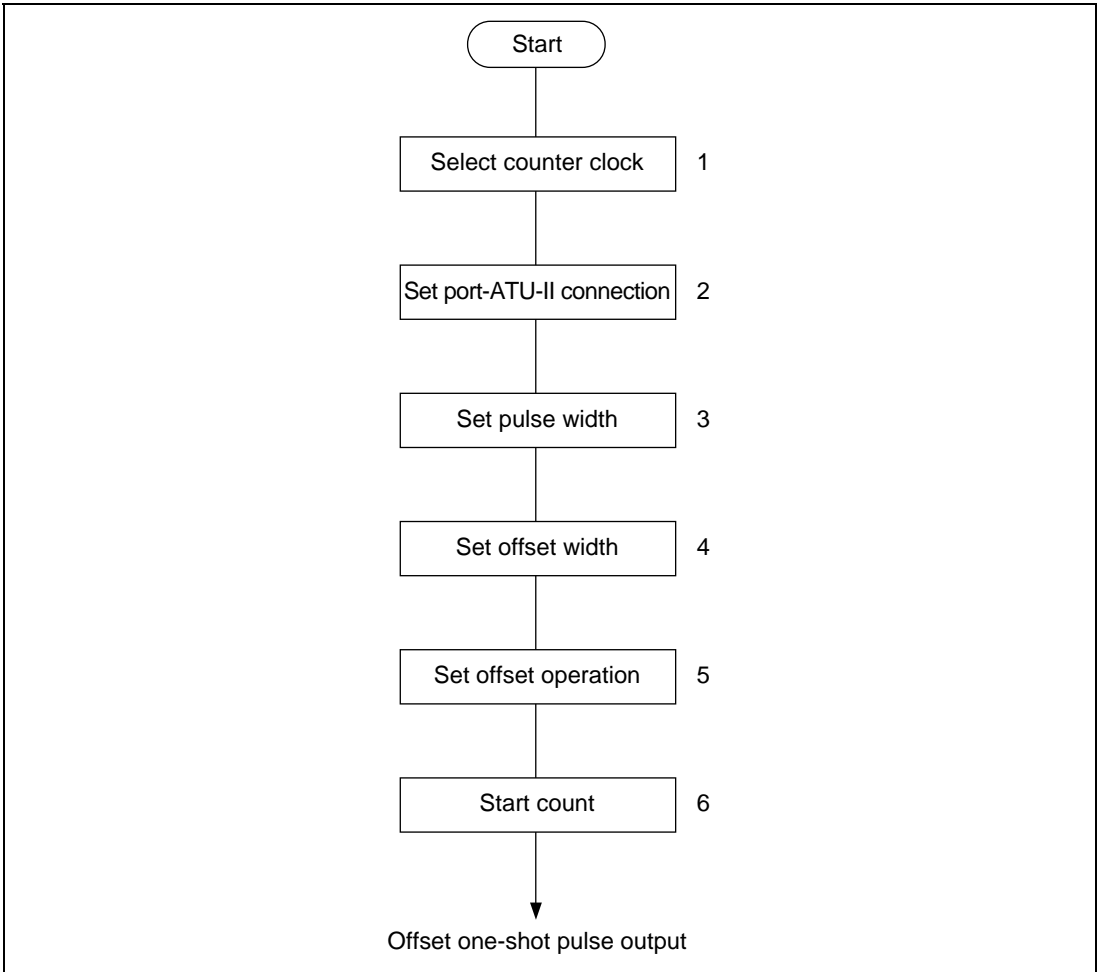 Start
Select counter clock 1
Set port-ATU-II connection 2
Set pulse width 3
Set offset width 4
Set offset operation 5
Start count 6
Offset one-shot pulse output